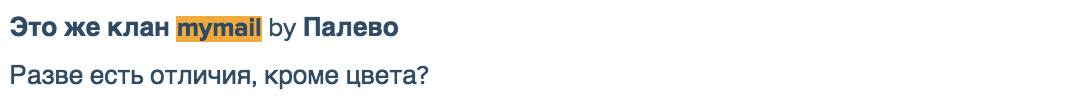 Это же клан mymail by Палево
Разве есть отличия, кроме цвета?